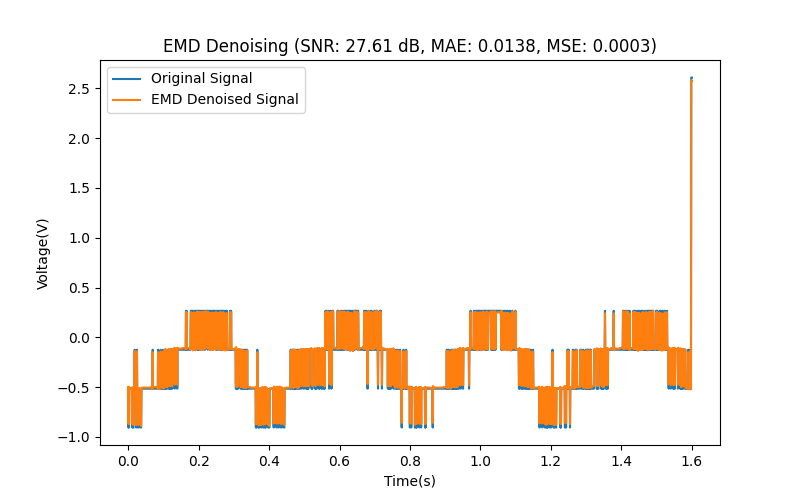 EMD Denoising (SNR: 27.61 dB, MAE: 0.0138, MSE: 0.0003)
Original Signal
EMD Denoised Signal
2.5
2.0
1.5
1.0
0.5
0.0
−0.5
−1.0
Voltage(V)
0.0 0.2 0.4 0.6 0.8 1.0 1.2 1.4 1.6
Time(s)